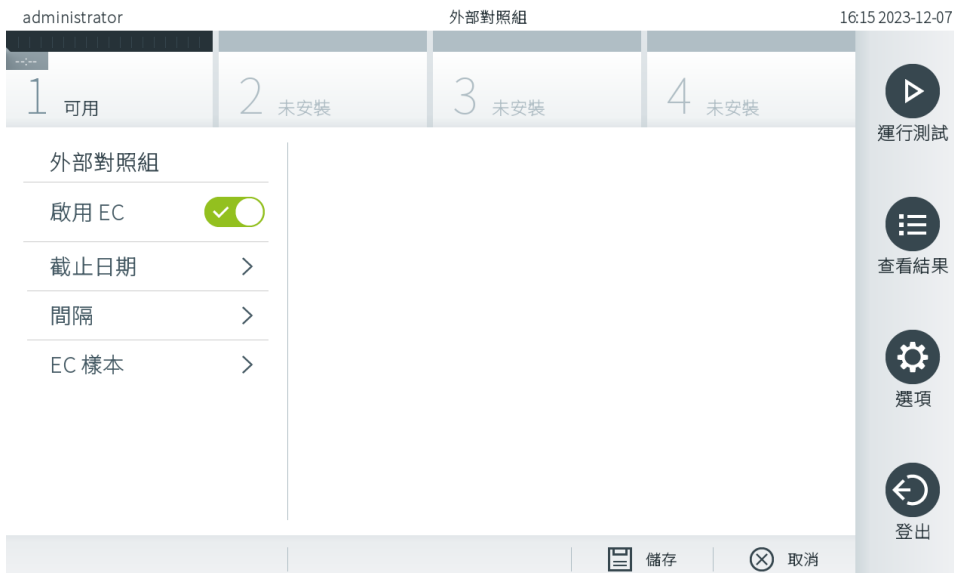 administrator 外部對照組 16:15 2023-12-07
--:--
1 可用 2 未安裝 3 未安裝 4 未安裝
運行測試
外部對照組
啟用 EC
查看結果
截止日期
間隔
EC 樣本
選項
登出
儲存 取消